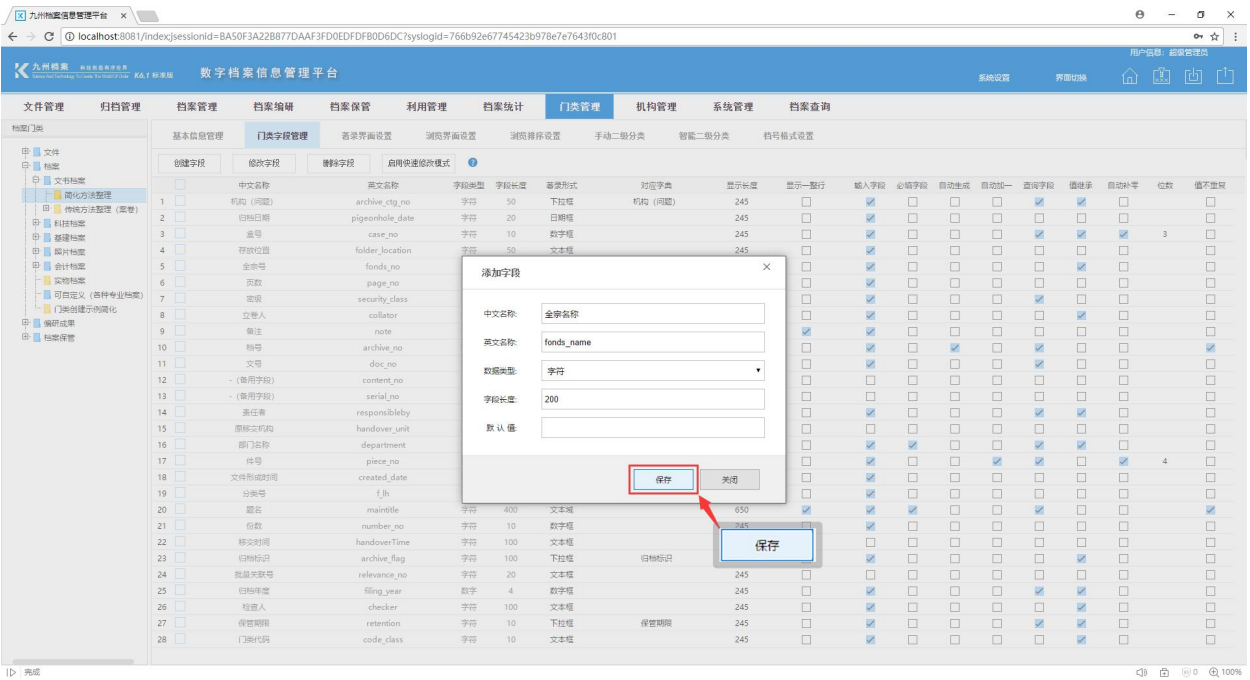 九州档案信息管理平台 ×
localhost:8081/index;jsessionid=BA50F3A22B877DAAF3FD0EDFDFB0D6DC?syslogid=766b92e67745423b978e7e7643f0c801
用户信息: 超级管理员
九州档案 K6.1 标准版 数字档案信息管理平台 系统设置 界面切换
文件管理 归档管理 档案管理 档案编研 档案保管 利用管理 档案统计 门类管理 机构管理 系统管理 档案查询
档案门类
基本信息管理 门类字段管理 著录界面设置 浏览界面设置 浏览排序设置 手动二级分类 智能二级分类 档号格式设置
文件
档案
文书档案
简化方法整理
传统方法整理（案卷）
科技档案
基建档案
照片档案
会计档案
实物档案
可自定义（各种专业档案）
门类创建示例简化
编研成果
档案保管
创建字段 修改字段 删除字段 启用快速修改模式 ?
中文名称 英文名称 字段类型 字段长度 著录形式 对应字典 显示长度 显示一整行 输入字段 必填字段 自动生成 自动加一 查询字段 值继承 自动补零 位数 值不重复
1 机构（问题） archive_ctg_no 字符 50 下拉框 机构（问题） 245
2 归档日期 pigeonhole_date 字符 20 日期框 245
3 盒号 case_no 字符 10 数字框 245 3
4 存放位置 folder_location 字符 50 文本框 245
5 全宗号 fonds_no
6 页数 page_no
7 密级 security_class
8 立卷人 collator
9 备注 note
10 档号 archive_no
11 文号 doc_no
12 -（备用字段） content_no
13 -（备用字段） serial_no
14 责任者 responsibleby
15 原移交机构 handover_unit
16 部门名称 department
17 件号 piece_no 4
18 文件形成时间 created_date
19 分类号 f_lh
20 题名 maintitle 字符 400 文本域 650
21 份数 number_no 字符 10 数字框 245
22 移交时间 handoverTime 字符 100 文本框
23 归档标识 archive_flag 字符 100 下拉框 归档标识
24 批量关联号 relevance_no 字符 20 文本框 245
25 归档年度 filing_year 数字 4 数字框 245
26 检查人 checker 字符 100 文本框 245
27 保管期限 retention 字符 10 下拉框 保管期限 245
28 门类代码 code_class 字符 10 文本框 245
添加字段 ×
中文名称: 全宗名称
英文名称: fonds_name
数据类型: 字符
字段长度: 200
默 认 值:
保存 关闭
保存
完成 0 100%